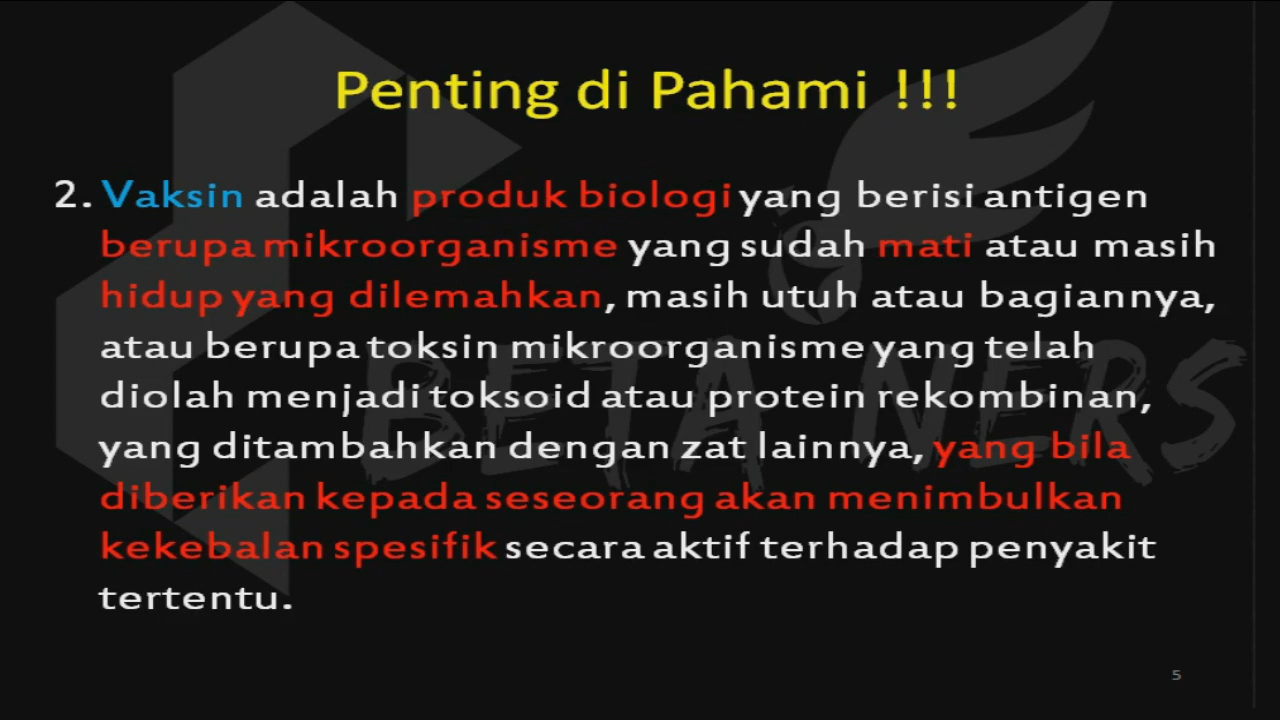 Penting di Pahami !!!
2. Vaksin adalah produk biologi yang berisi antigen
berupa mikroorganisme yang sudah mati atau masih
hidup yang dilemahkan, masih utuh atau bagiannya,
atau berupa toksin mikroorganisme yang telah
diolah menjadi toksoid atau protein rekombinan,
yang ditambahkan dengan zat lainnya, yang bila
diberikan kepada seseorang akan menimbulkan
kekebalan spesifik secara aktif terhadap penyakit
tertentu.
BETA NERS
5